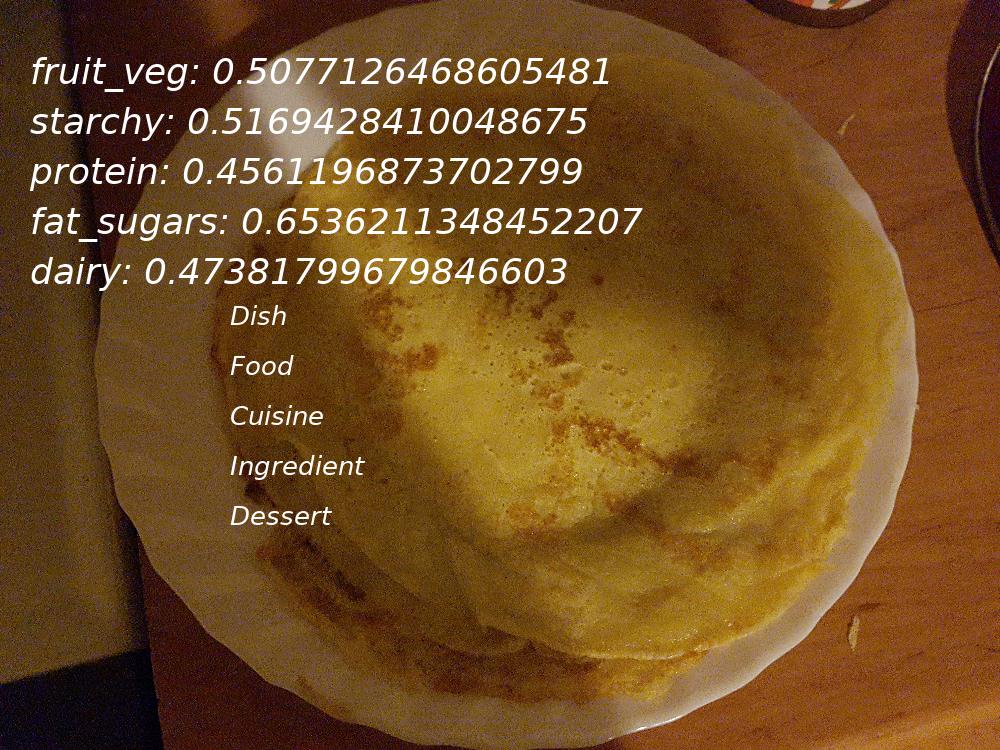 fruit_veg: 0.5077126468605481
starchy: 0.5169428410048675
protein: 0.4561196873702799
fat_sugars: 0.6536211348452207
dairy: 0.47381799679846603
Dish
Food
Cuisine
Ingredient
Dessert